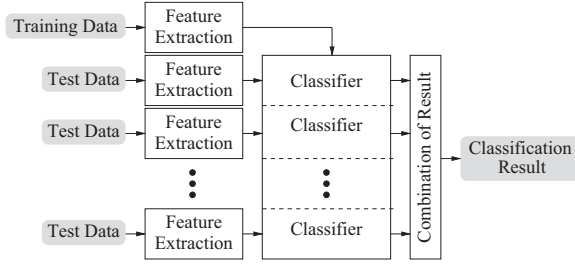 Training Data
Feature
Extraction
Test Data
Feature
Extraction
Classifier
Test Data
Feature
Extraction
Classifier
Test Data
Feature
Extraction
Classifier
Combination of Result
Classification
Result